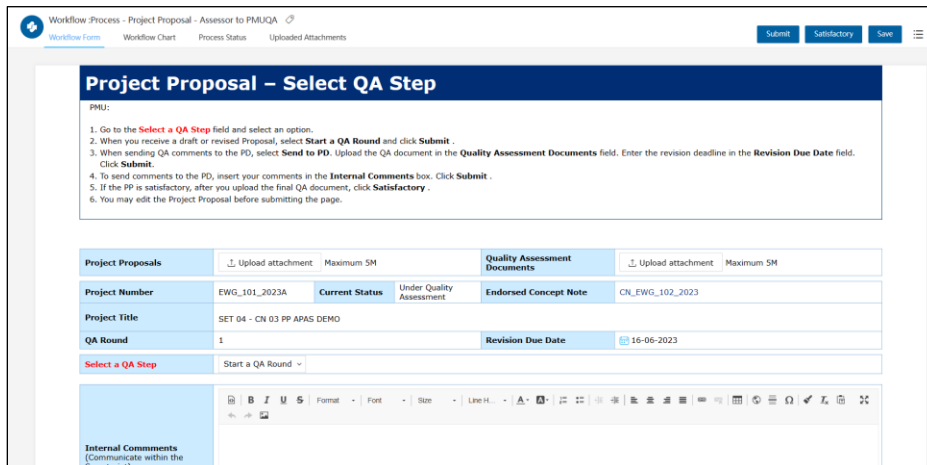 Workflow :Process - Project Proposal - Assessor to PMUQA
Workflow Form Workflow Chart Process Status Uploaded Attachments
Submit Satisfactory Save
Project Proposal – Select QA Step
PMU:
1. Go to the Select a QA Step field and select an option.
2. When you receive a draft or revised Proposal, select Start a QA Round and click Submit .
3. When sending QA comments to the PD, select Send to PD. Upload the QA document in the Quality Assessment Documents field. Enter the revision deadline in the Revision Due Date field.
Click Submit.
4. To send comments to the PD, insert your comments in the Internal Comments box. Click Submit .
5. If the PP is satisfactory, after you upload the final QA document, click Satisfactory .
6. You may edit the Project Proposal before submitting the page.
Project Proposals Upload attachment Maximum 5M Quality Assessment
Documents Upload attachment Maximum 5M
Project Number EWG_101_2023A Current Status Under Quality
Assessment Endorsed Concept Note CN_EWG_102_2023
Project Title SET 04 - CN 03 PP APAS DEMO
QA Round 1 Revision Due Date 16-06-2023
Select a QA Step Start a QA Round
B I U S Format Font Size Line H...
Internal Commments
(Communicate within the